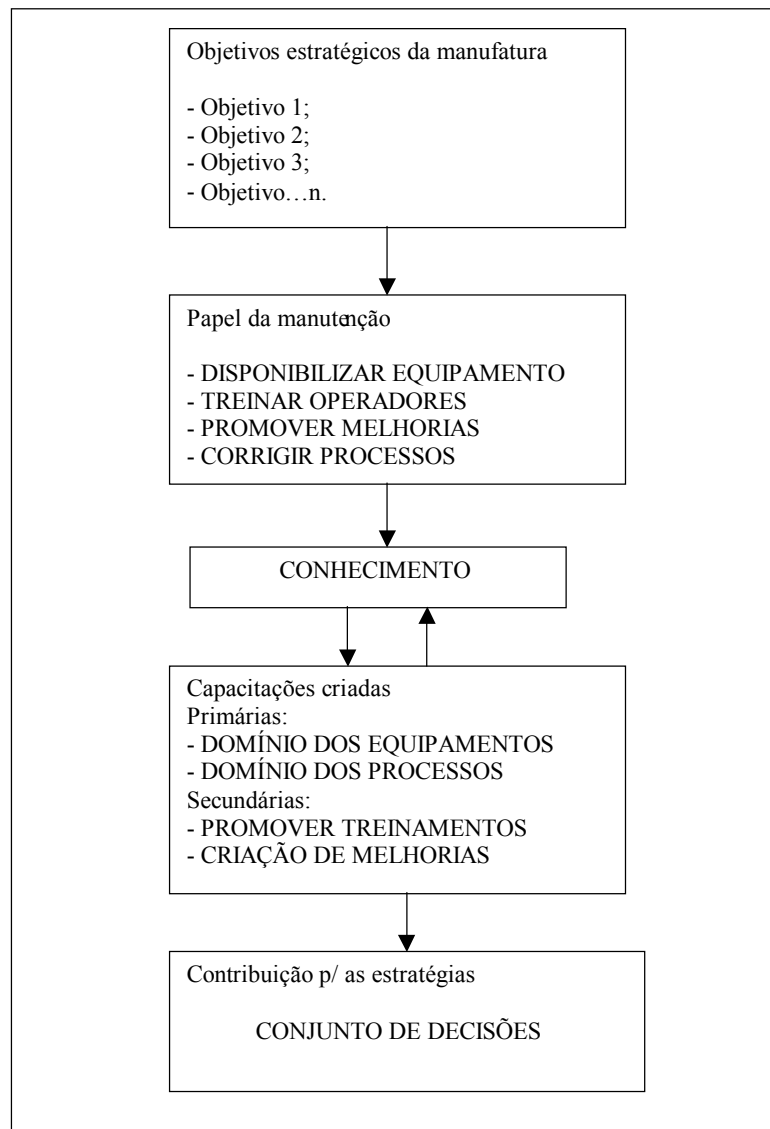 Objetivos estratégicos da manufatura
- Objetivo 1;
- Objetivo 2;
- Objetivo 3;
- Objetivo…n.
Papel da manutenção
- DISPONIBILIZAR EQUIPAMENTO
- TREINAR OPERADORES
- PROMOVER MELHORIAS
- CORRIGIR PROCESSOS
CONHECIMENTO
Capacitações criadas
Primárias:
- DOMÍNIO DOS EQUIPAMENTOS
- DOMÍNIO DOS PROCESSOS
Secundárias:
- PROMOVER TREINAMENTOS
- CRIAÇÃO DE MELHORIAS
Contribuição p/ as estratégias
CONJUNTO DE DECISÕES